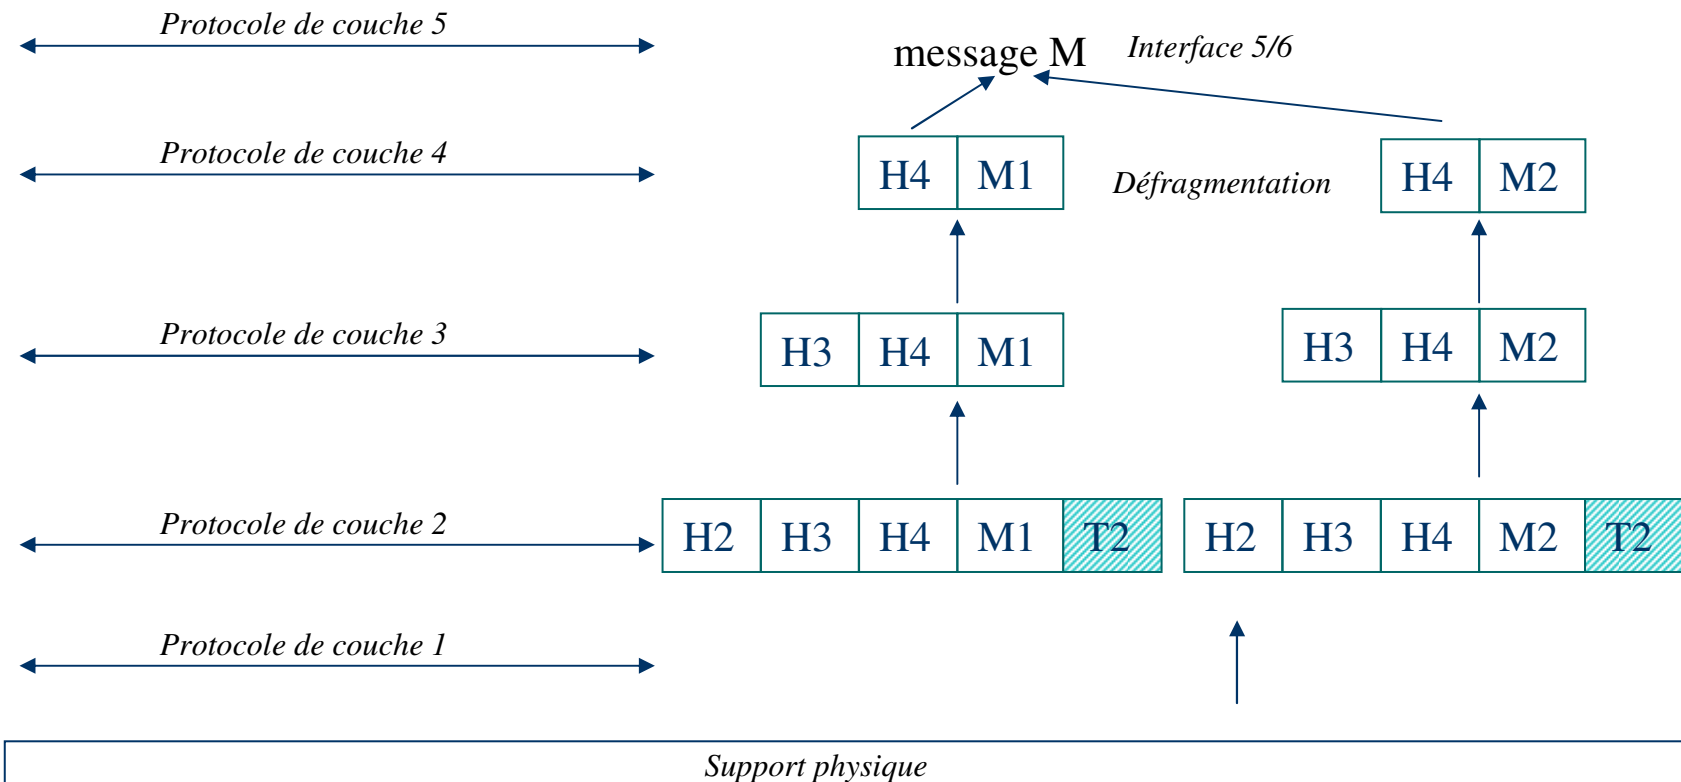 Protocole de couche 5
message M
Interface 5/6
Protocole de couche 4
H4 M1
Défragmentation
H4 M2
Protocole de couche 3
H3 H4 M1
H3 H4 M2
Protocole de couche 2
H2 H3 H4 M1 T2
H2 H3 H4 M2 T2
Protocole de couche 1
Support physique